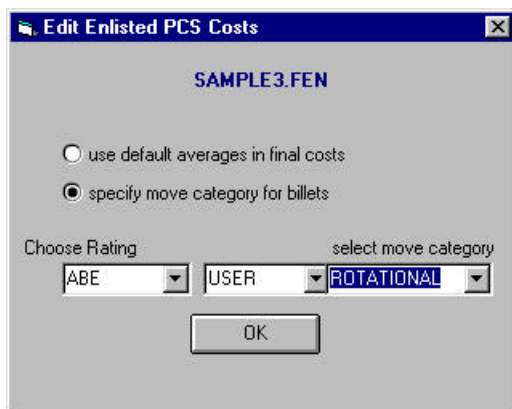 Edit Enlisted PCS Costs
SAMPLE3.FEN
use default averages in final costs
specify move category for billets
Choose Rating select move category
ABE USER ROTATIONAL
OK